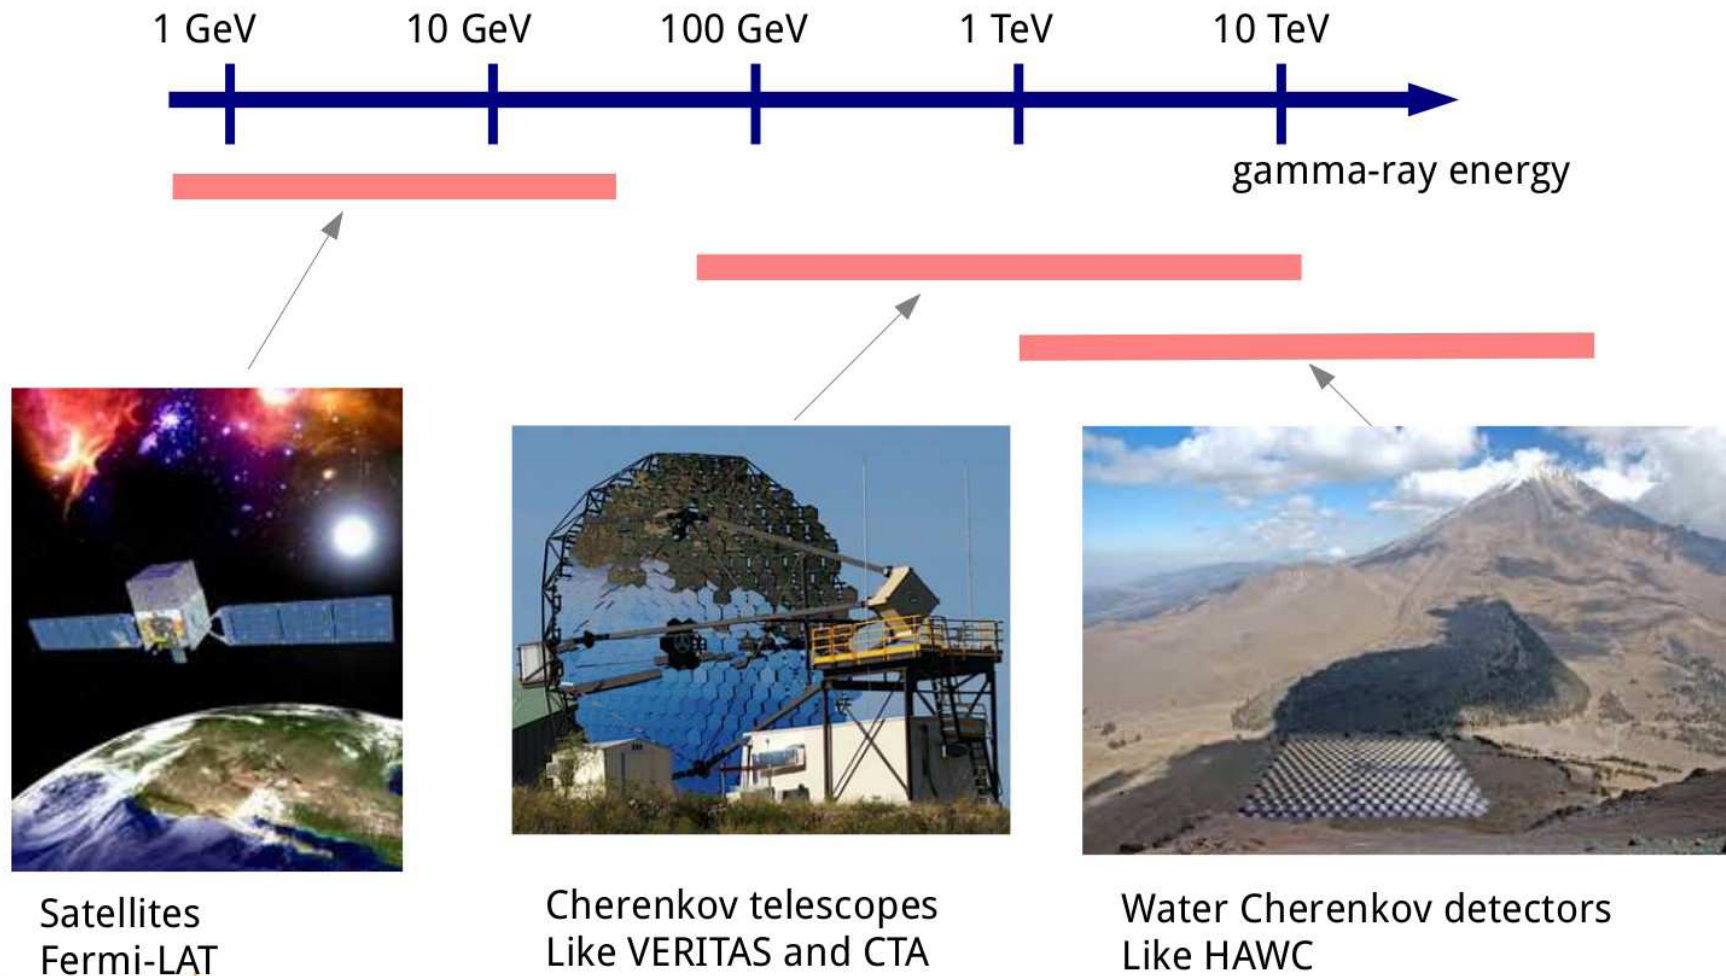 1 GeV 10 GeV 100 GeV 1 TeV 10 TeV
gamma-ray energy
Satellites
Fermi-LAT
Cherenkov telescopes
Like VERITAS and CTA
Water Cherenkov detectors
Like HAWC